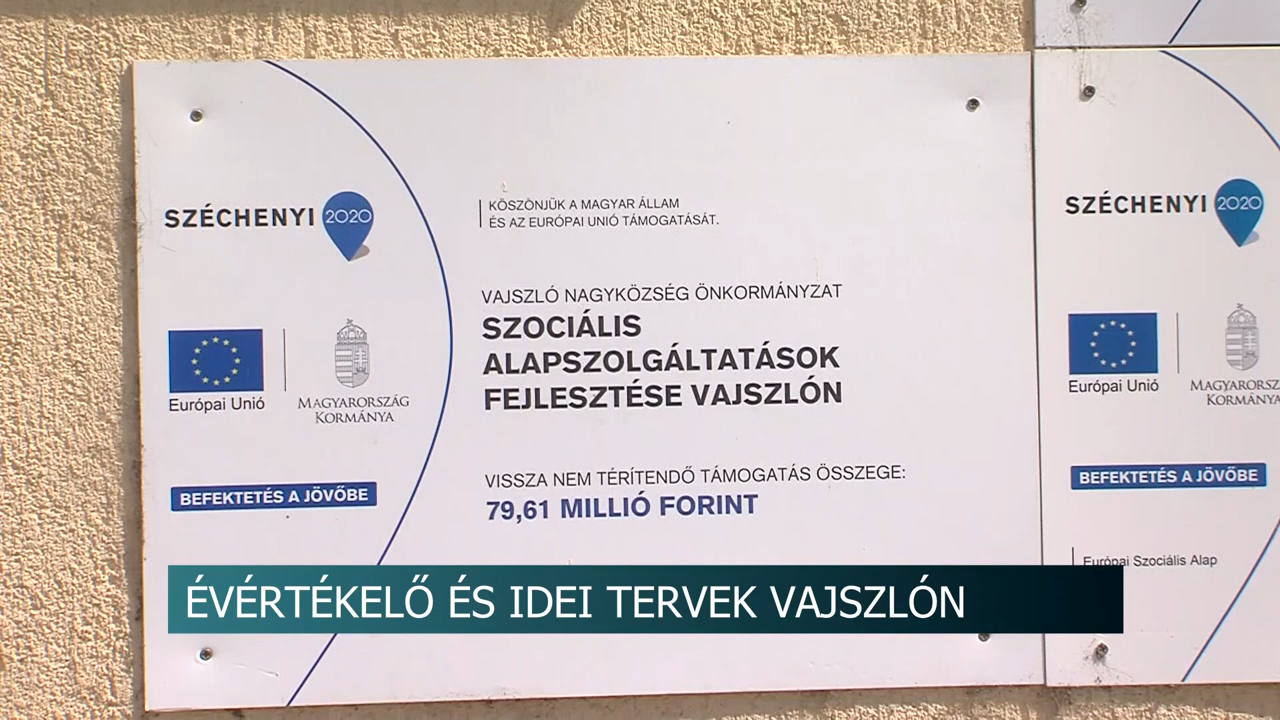 SZÉCHENYI 2020
KÖSZÖNJÜK A MAGYAR ÁLLAM
ÉS AZ EURÓPAI UNIÓ TÁMOGATÁSÁT.
VAJSZLÓ NAGYKÖZSÉG ÖNKORMÁNYZAT
SZOCIÁLIS
ALAPSZOLGÁLTATÁSOK
FEJLESZTÉSE VAJSZLÓN
Európai Unió
MAGYARORSZÁG
KORMÁNYA
BEFEKTETÉS A JÖVŐBE
VISSZA NEM TÉRÍTENDŐ TÁMOGATÁS ÖSSZEGE:
79,61 MILLIÓ FORINT
SZÉCHENYI 2020
Európai Unió
MAGYARORSZ
KORMÁNYA
BEFEKTETÉS A JÖVŐBE
Európai Szociális Alap
ÉVÉRTÉKELŐ ÉS IDEI TERVEK VAJSZLÓN